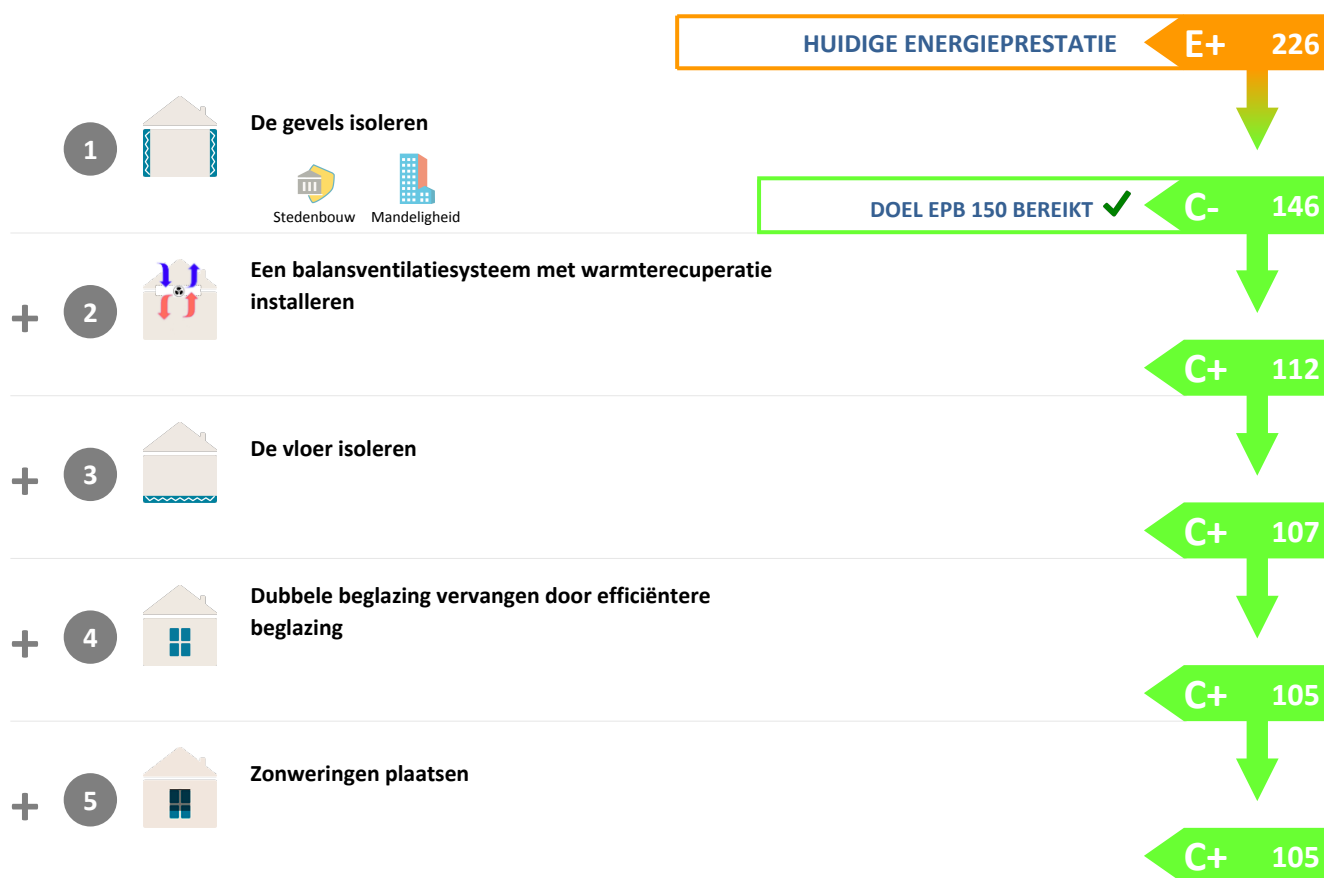 HUIDIGE ENERGIEPRESTATIE E+ 226
1 De gevels isoleren
Stedenbouw Mandeligheid
DOEL EPB 150 BEREIKT ✔ C- 146
+ 2 Een balansventilatiesysteem met warmterecuperatie
installeren
C+ 112
+ 3 De vloer isoleren
C+ 107
+ 4 Dubbele beglazing vervangen door efficiëntere
beglazing
C+ 105
+ 5 Zonweringen plaatsen
C+ 105